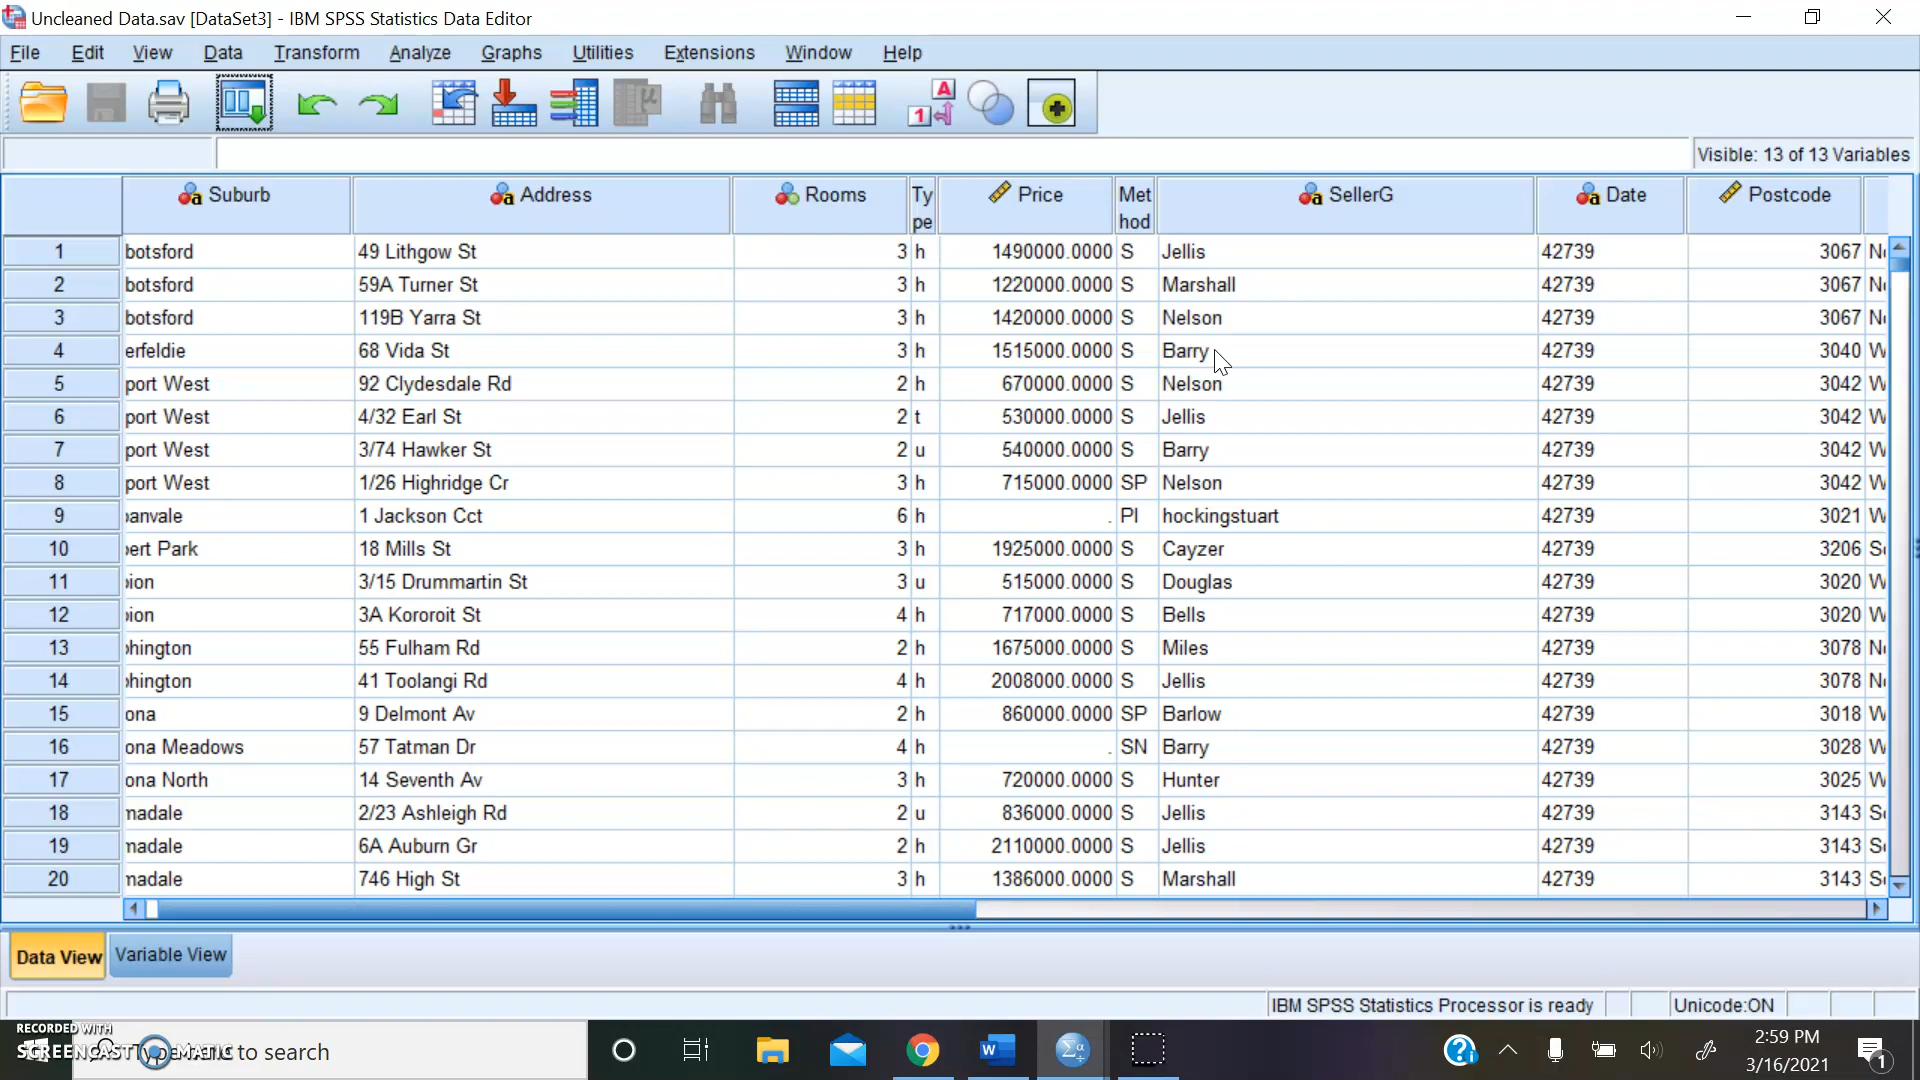 Uncleaned Data.sav [DataSet3] - IBM SPSS Statistics Data Editor
File Edit View Data Transform Analyze Graphs Utilities Extensions Window Help
Visible: 13 of 13 Variables
Suburb Address Rooms Type Price Method SellerG Date Postcode
1 botsford 49 Lithgow St 3 h 1490000.0000 S Jellis 42739 3067
2 botsford 59A Turner St 3 h 1220000.0000 S Marshall 42739 3067
3 botsford 119B Yarra St 3 h 1420000.0000 S Nelson 42739 3067
4 erfeldie 68 Vida St 3 h 1515000.0000 S Barry 42739 3040 W
5 port West 92 Clydesdale Rd 2 h 670000.0000 S Nelson 42739 3042 W
6 port West 4/32 Earl St 2 t 530000.0000 S Jellis 42739 3042 W
7 port West 3/74 Hawker St 2 u 540000.0000 S Barry 42739 3042 W
8 port West 1/26 Highridge Cr 3 h 715000.0000 SP Nelson 42739 3042 W
9 banvale 1 Jackson Cct 6 h . PI hockingstuart 42739 3021 W
10 bert Park 18 Mills St 3 h 1925000.0000 S Cayzer 42739 3206
11 bion 3/15 Drummartin St 3 u 515000.0000 S Douglas 42739 3020 W
12 bion 3A Kororoit St 4 h 717000.0000 S Bells 42739 3020 W
13 phington 55 Fulham Rd 2 h 1675000.0000 S Miles 42739 3078
14 phington 41 Toolangi Rd 4 h 2008000.0000 S Jellis 42739 3078
15 ona 9 Delmont Av 2 h 860000.0000 SP Barlow 42739 3018 W
16 ona Meadows 57 Tatman Dr 4 h . SN Barry 42739 3028 W
17 ona North 14 Seventh Av 3 h 720000.0000 S Hunter 42739 3025 W
18 madale 2/23 Ashleigh Rd 2 u 836000.0000 S Jellis 42739 3143
19 madale 6A Auburn Gr 2 h 2110000.0000 S Jellis 42739 3143
20 madale 746 High St 3 h 1386000.0000 S Marshall 42739 3143
Data View Variable View
IBM SPSS Statistics Processor is ready Unicode:ON
RECORDED WITH
SCREENCAST MATIC
to search
2:59 PM
3/16/2021
1